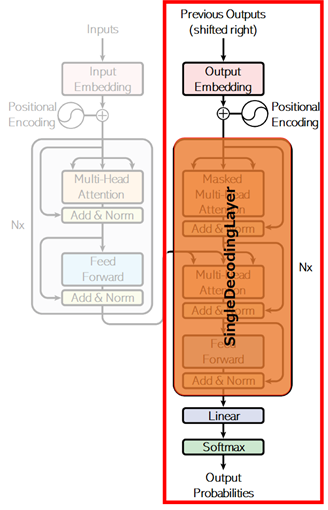 Inputs
Input
Embedding
Positional
Encoding
Nx
Multi-Head
Attention
Add & Norm
Feed
Forward
Add & Norm
Previous Outputs
(shifted right)
Output
Embedding
Positional
Encoding
Nx
Masked
Multi-Head
Attention
Add & Norm
Multi-Head
Attention
Add & Norm
Feed
Forward
Add & Norm
SingleDecodingLayer
Linear
Softmax
Output
Probabilities